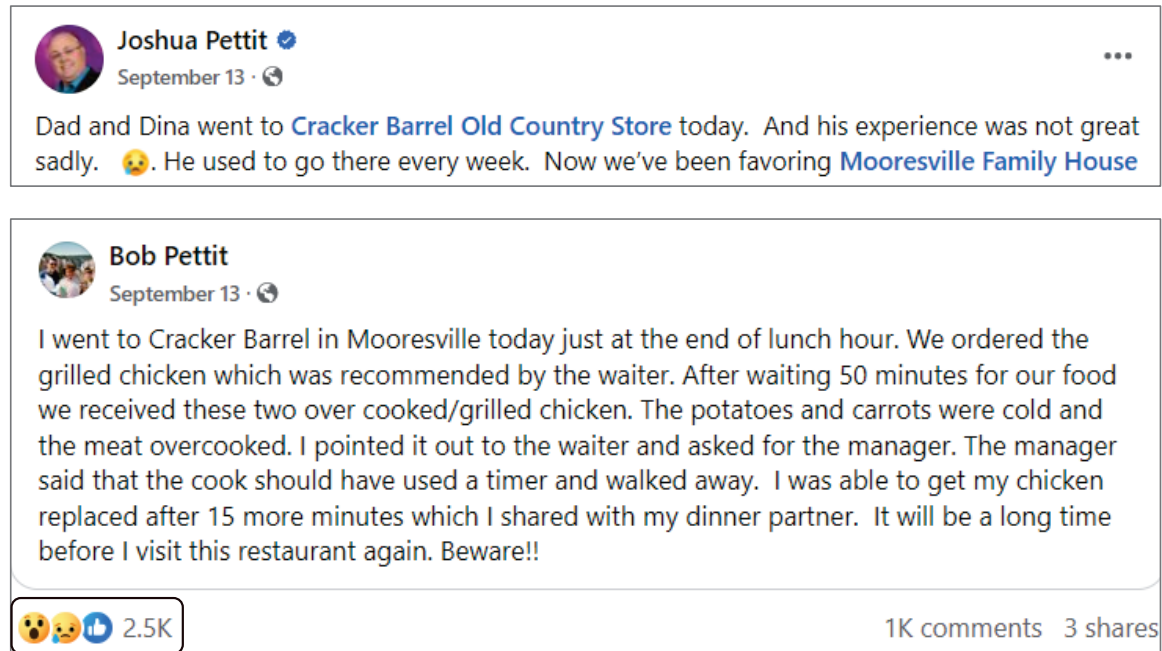 Joshua Pettit
September 13 ·
Dad and Dina went to Cracker Barrel Old Country Store today.  And his experience was not great
sadly.  😥. He used to go there every week.  Now we've been favoring Mooresville Family House
Bob Pettit
September 13 ·
I went to Cracker Barrel in Mooresville today just at the end of lunch hour. We ordered the
grilled chicken which was recommended by the waiter. After waiting 50 minutes for our food
we received these two over cooked/grilled chicken. The potatoes and carrots were cold and
the meat overcooked. I pointed it out to the waiter and asked for the manager. The manager
said that the cook should have used a timer and walked away.  I was able to get my chicken
replaced after 15 more minutes which I shared with my dinner partner.  It will be a long time
before I visit this restaurant again. Beware!!
2.5K 1K comments 3 shares